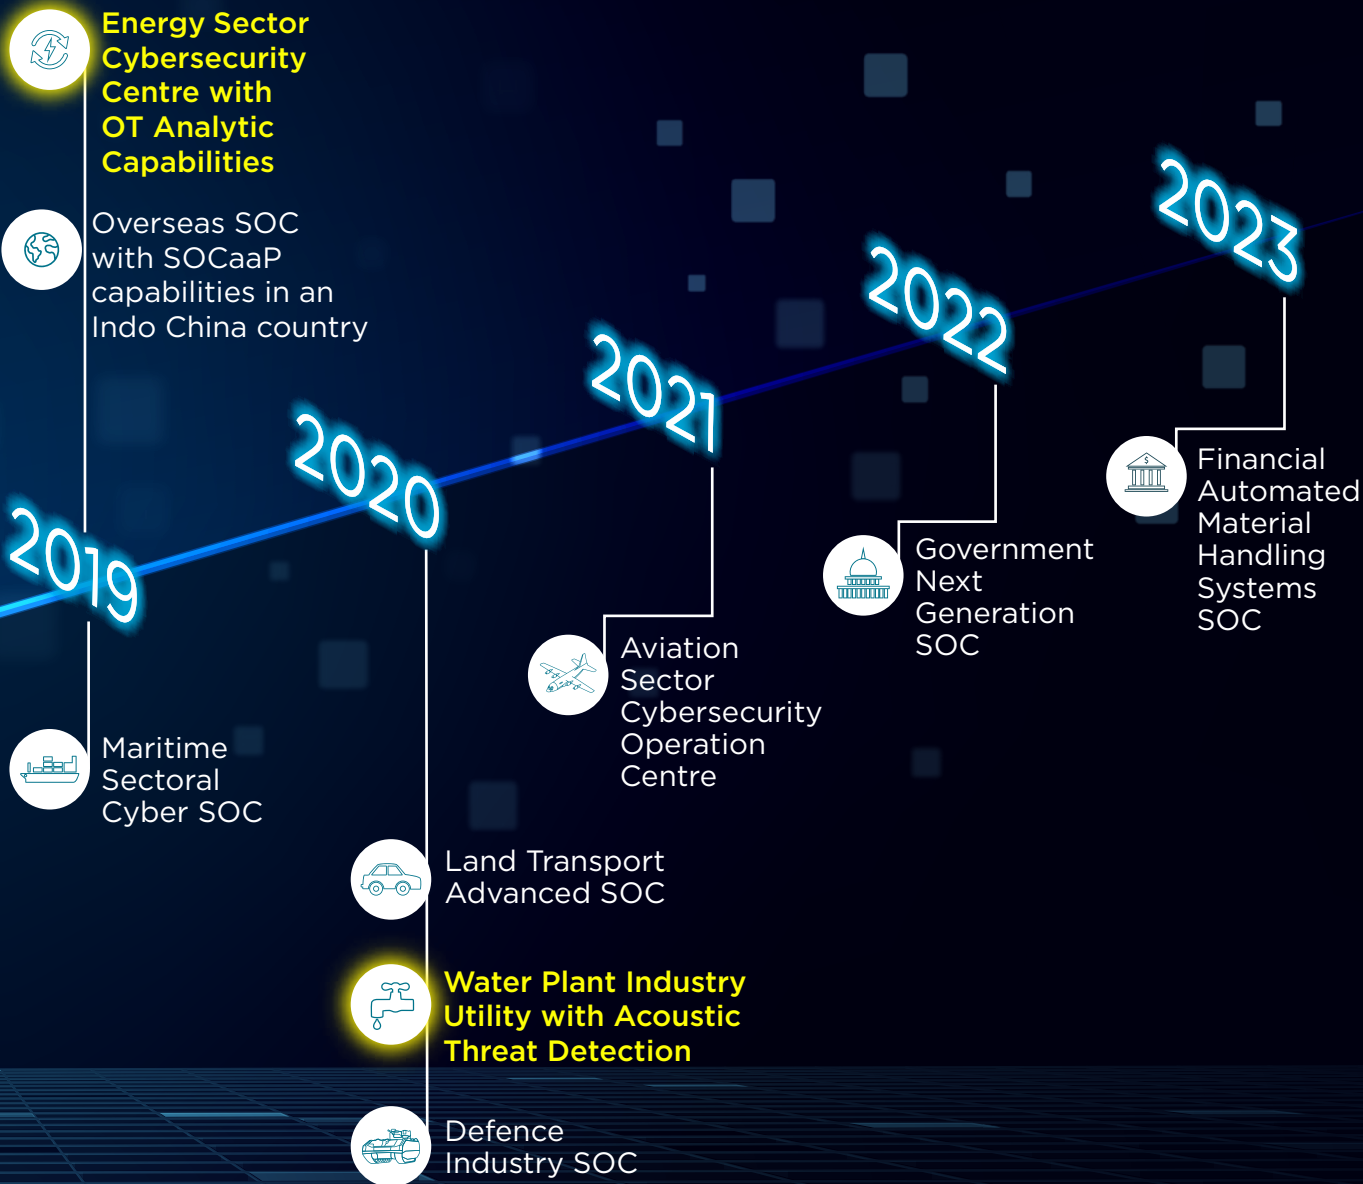 Energy Sector
Cybersecurity
Centre with
OT Analytic
Capabilities
Overseas SOC
with SOCaaP
capabilities in an
Indo China country
2019
Maritime
Sectoral
Cyber SOC
2020
Land Transport
Advanced SOC
Water Plant Industry
Utility with Acoustic
Threat Detection
Defence
Industry SOC
2021
Aviation
Sector
Cybersecurity
Operation
Centre
2022
Government
Next
Generation
SOC
2023
$
Financial
Automated
Material
Handling
Systems
SOC